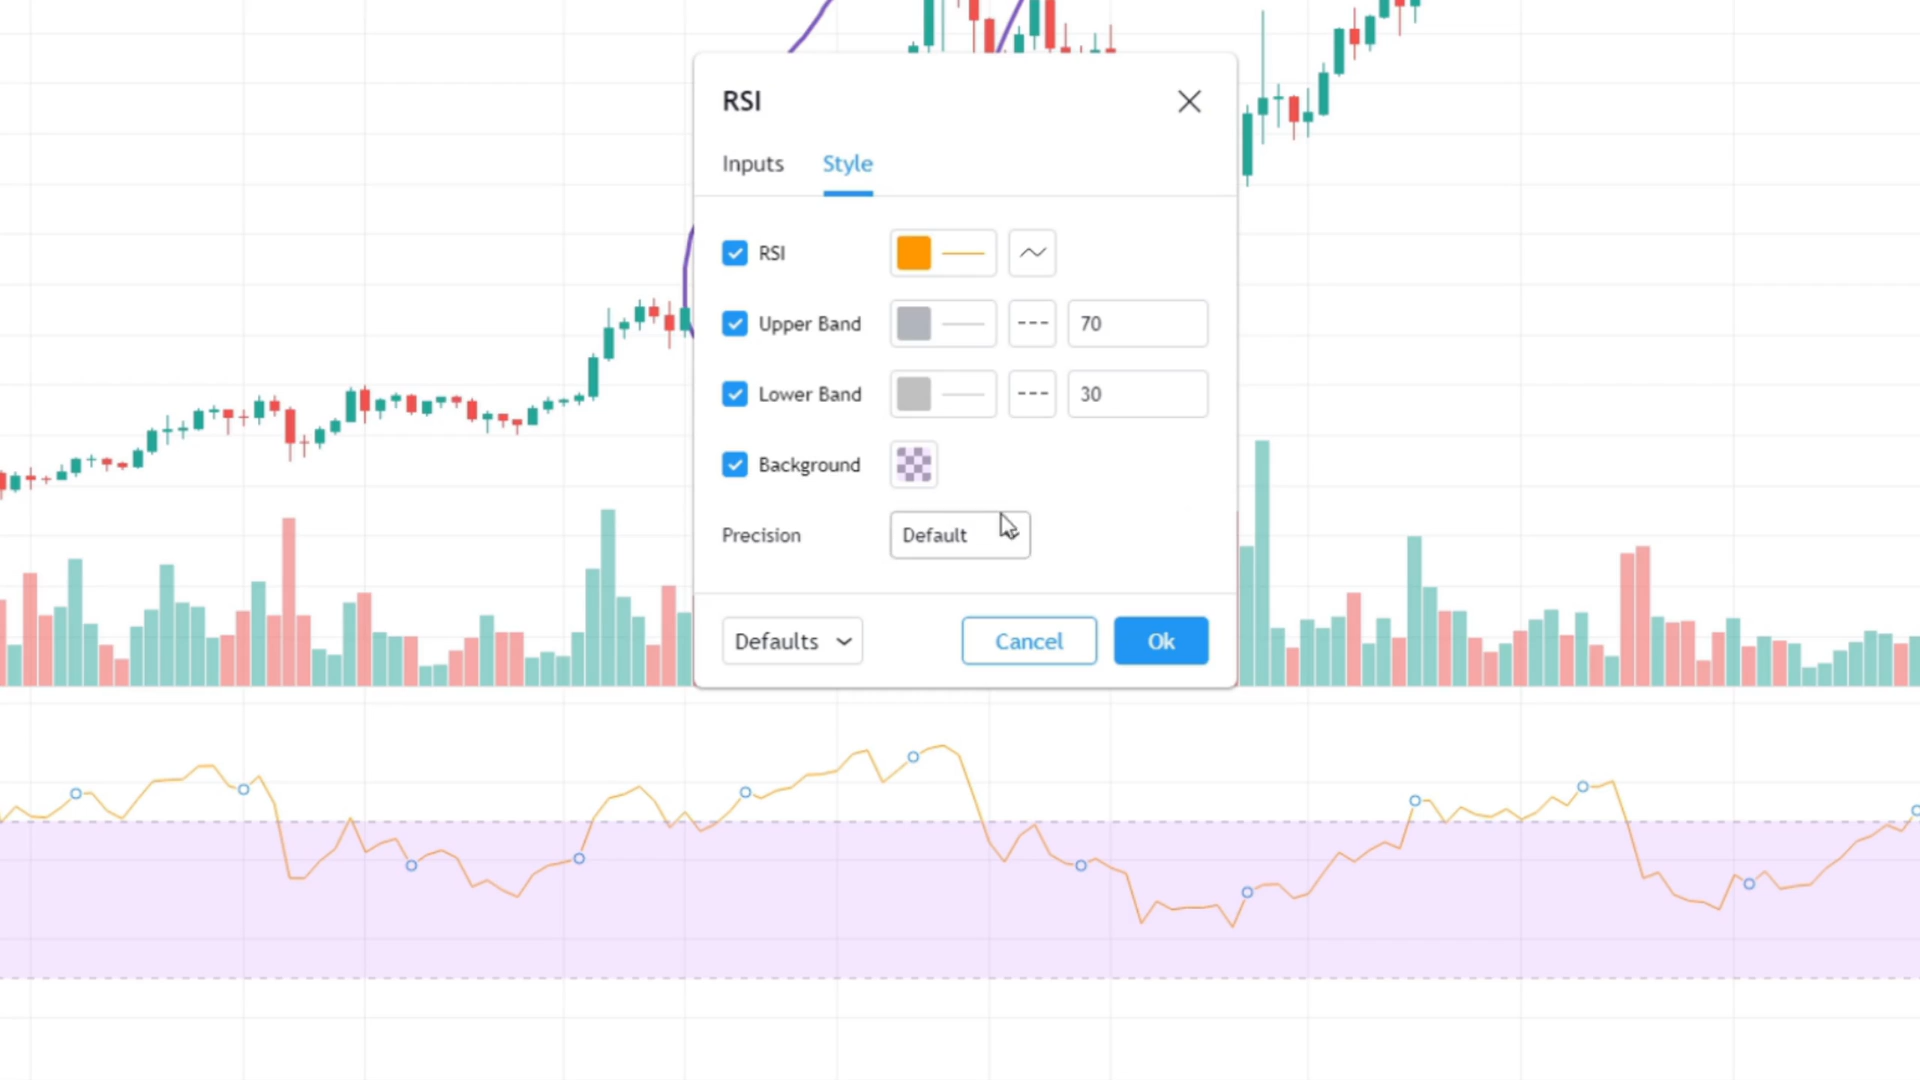 RSI
Inputs Style
RSI
Upper Band 70
Lower Band 30
Background
Precision Default
Defaults Cancel Ok